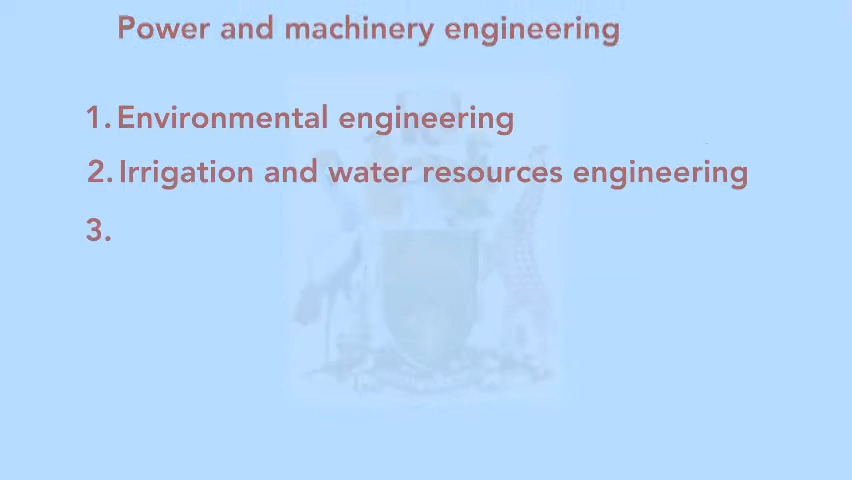 Power and machinery engineering
1. Environmental engineering
2. Irrigation and water resources engineering
3.